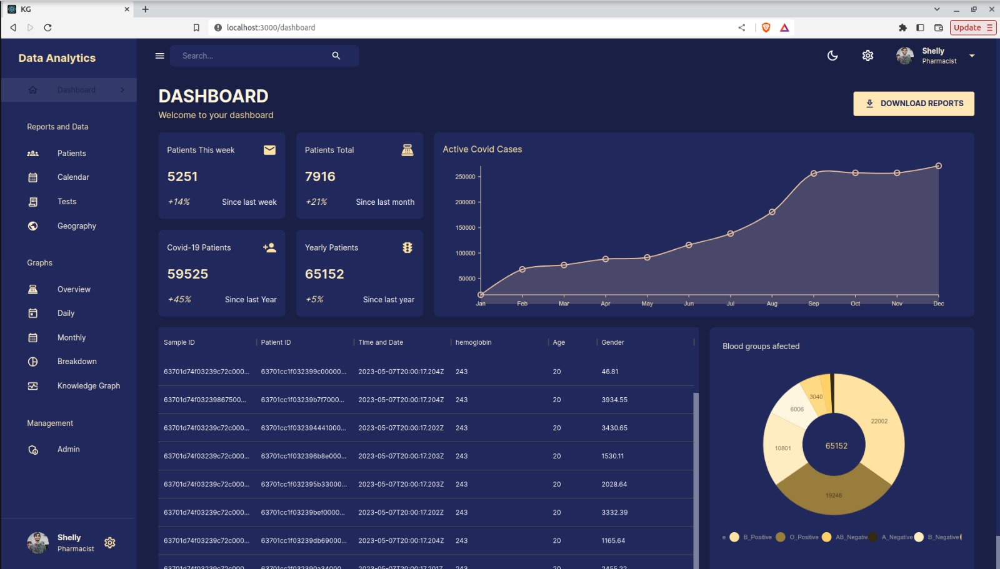 KG
localhost:3000/dashboard
Update
Data Analytics
Search...
Shelly
Pharmacist
Dashboard
DASHBOARD
Welcome to your dashboard
DOWNLOAD REPORTS
Reports and Data
Patients
Calendar
Tests
Geography
Graphs
Overview
Daily
Monthly
Breakdown
Knowledge Graph
Management
Admin
Shelly
Pharmacist
Patients This week
5251
+14% Since last week
Patients Total
7916
+21% Since last month
Covid-19 Patients
59525
+45% Since last Year
Yearly Patients
65152
+5% Since last year
Active Covid Cases
250000
200000
150000
100000
50000
Jan Feb Mar Apr May Jun Jul Aug Sep Oct Nov Dec
Sample ID Patient ID Time and Date hemoglobin Age Gender
63701d74f03239c72c000... 63701cc1f032399c00000... 2023-05-07T20:00:17.204Z 243 20 46.81
63701d74f03239867500... 63701cc1f03239b7f7000... 2023-05-07T20:00:17.204Z 243 20 3934.55
63701d74f03239c72c000... 63701cc1f032394441000... 2023-05-07T20:00:17.202Z 243 20 3430.65
63701d74f03239c72c000... 63701cc1f032396b8e000... 2023-05-07T20:00:17.203Z 243 20 1530.11
63701d74f03239c72c000... 63701cc1f032395b33000... 2023-05-07T20:00:17.203Z 243 20 2028.64
63701d74f03239c72c000... 63701cc1f03239bef0000... 2023-05-07T20:00:17.202Z 243 20 3332.39
63701d74f03239c72c000... 63701cc1f03239db69000... 2023-05-07T20:00:17.204Z 243 20 1165.64
Blood groups afected
3040
6006
22002
10801
65152
19248
e B_Positive O_Positive AB_Negative A_Negative B_Negative